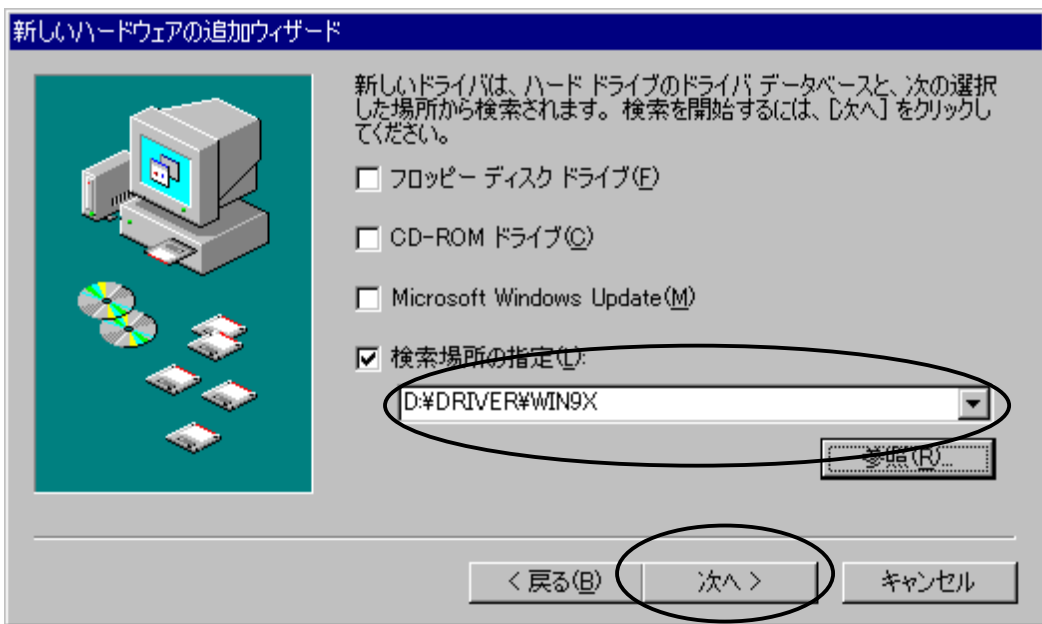 新しいハードウェアの追加ウィザード
新しいドライバは、ハード ドライブのドライバ データベースと、次の選択
した場所から検索されます。検索を開始するには、[次へ] をクリックし
てください。
フロッピー ディスク ドライブ(F)
CD-ROM ドライブ(C)
Microsoft Windows Update(M)
検索場所の指定(L):
D:¥DRIVER¥WIN9X
参照(R)...
< 戻る(B)
次へ >
キャンセル